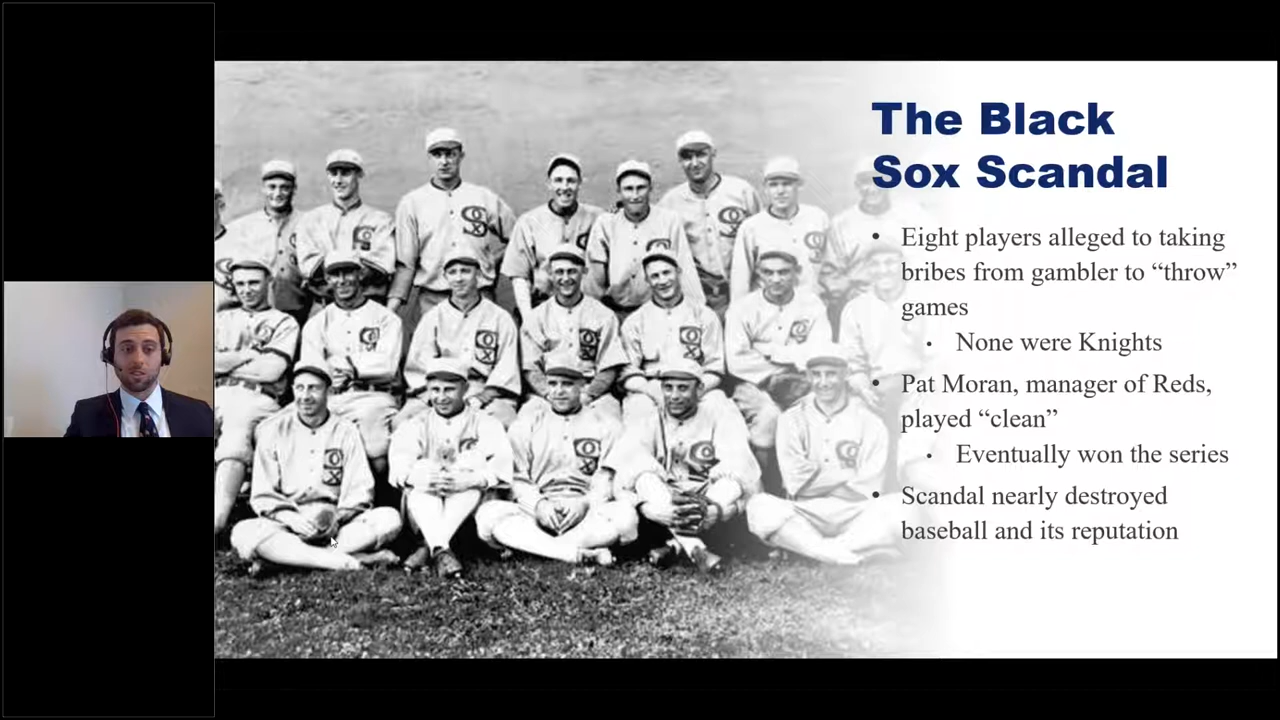 The Black
Sox Scandal
• Eight players alleged to taking
bribes from gambler to “throw”
games
• None were Knights
• Pat Moran, manager of Reds,
played “clean”
• Eventually won the series
• Scandal nearly destroyed
baseball and its reputation